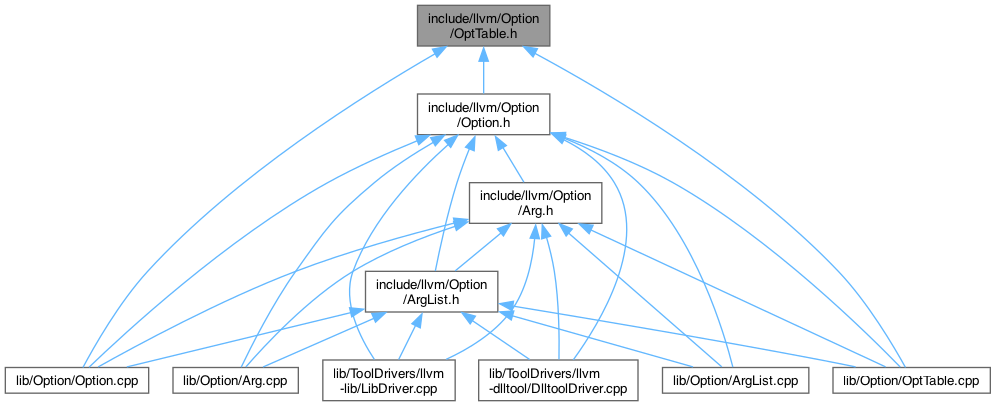 include/llvm/Option
/OptTable.h
include/llvm/Option
/Option.h
include/llvm/Option
/Arg.h
include/llvm/Option
/ArgList.h
lib/Option/Option.cpp
lib/Option/Arg.cpp
lib/ToolDrivers/llvm
-lib/LibDriver.cpp
lib/ToolDrivers/llvm
-dlltool/DlltoolDriver.cpp
lib/Option/ArgList.cpp
lib/Option/OptTable.cpp